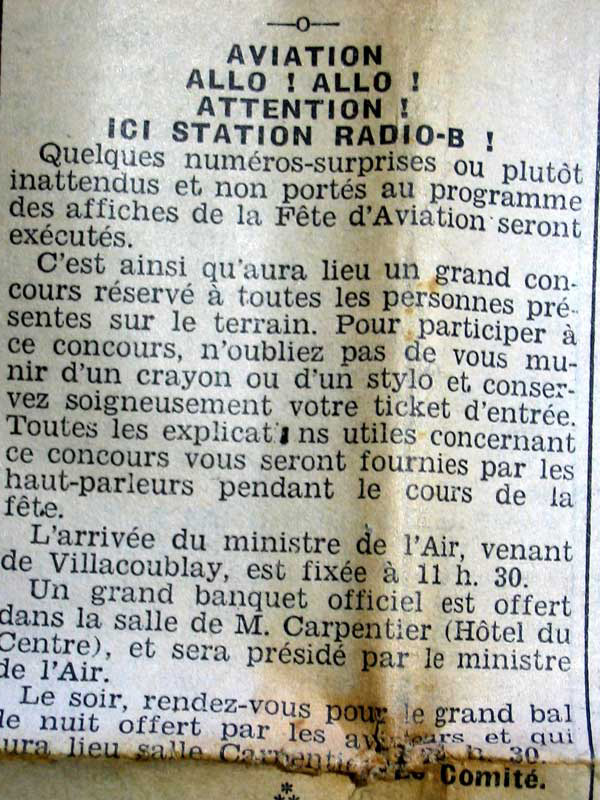 —o—
AVIATION
ALLO ! ALLO !
ATTENTION !
ICI STATION RADIO-B !
Quelques numéros-surprises ou plutôt
inattendus et non portés au programme
des affiches de la Fête d'Aviation seront
exécutés.
C'est ainsi qu'aura lieu un grand con-
cours réservé à toutes les personnes pré-
sentes sur le terrain. Pour participer à
ce concours, n'oubliez pas de vous mu-
nir d'un crayon ou d'un stylo et conser-
vez soigneusement votre ticket d'entrée.
Toutes les explicat ns utiles concernant
ce concours vous seront fournies par les
haut-parleurs pendant le cours de la
fête.
L'arrivée du ministre de l'Air, venant
de Villacoublay, est fixée à 11 h. 30.
Un grand banquet officiel est offert
dans la salle de M. Carpentier (Hôtel du
Centre), et sera présidé par le ministre
de l'Air.
Le soir, rendez-vous pour le grand bal
de nuit offert par les et qui
aura lieu salle h. 30.
Le Comité.
⁂